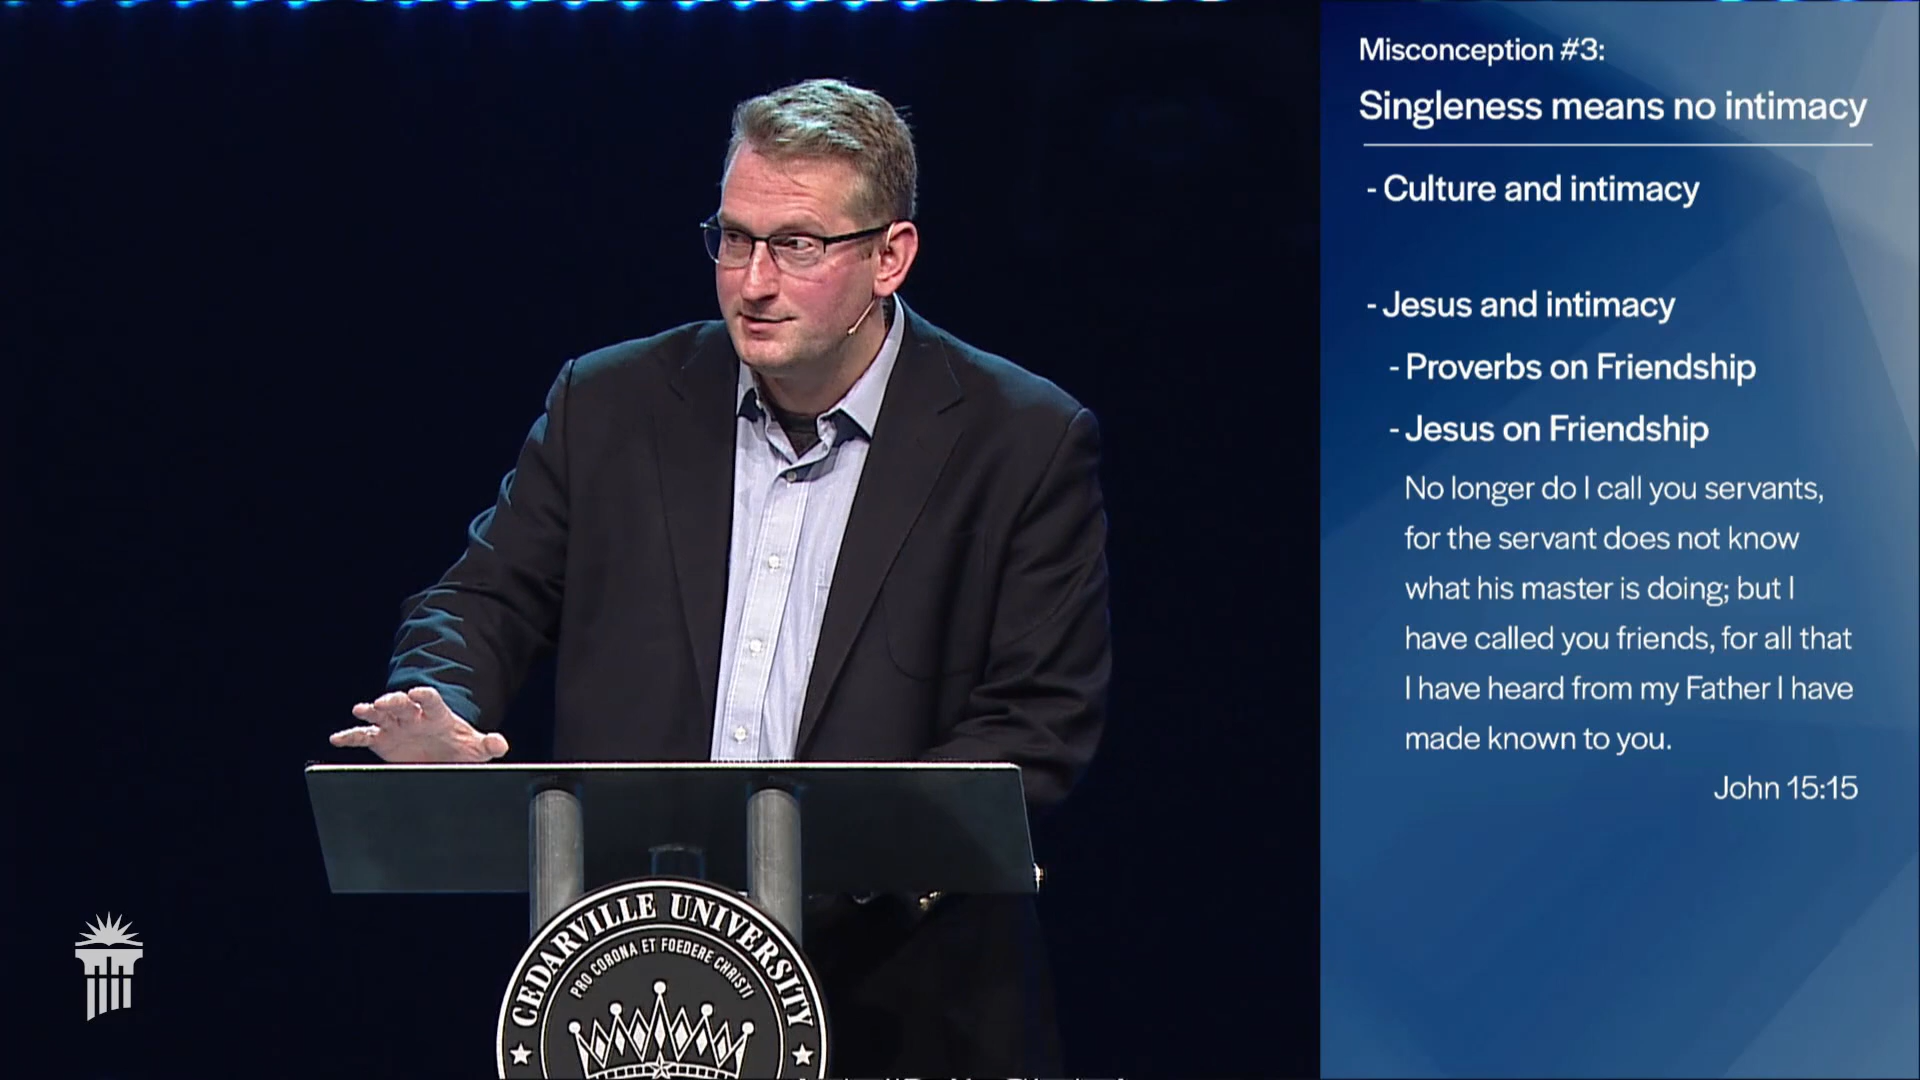 Misconception #3:
Singleness means no intimacy
- Culture and intimacy
- Jesus and intimacy
- Proverbs on Friendship
- Jesus on Friendship
No longer do I call you servants,
for the servant does not know
what his master is doing; but I
have called you friends, for all that
I have heard from my Father I have
made known to you.
John 15:15
CEDARVILLE UNIVERSITY
PRO CORONA ET FOEDERE CHRISTI